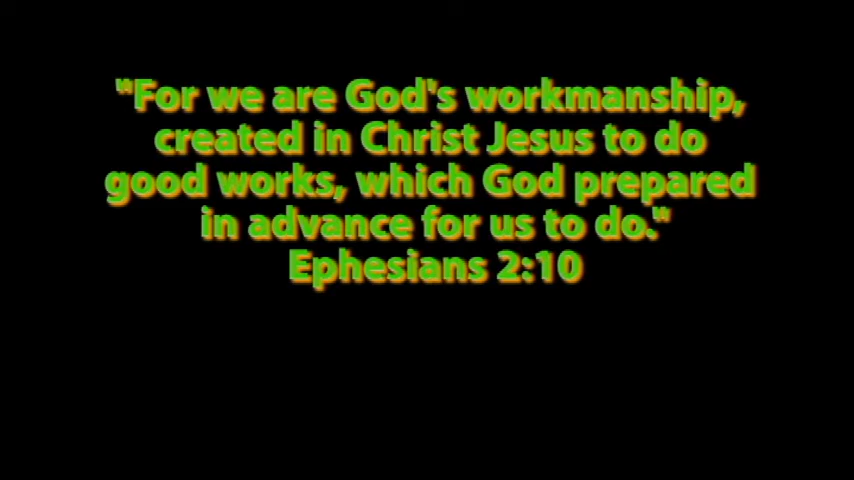 "For we are God's workmanship,
created in Christ Jesus to do
good works, which God prepared
in advance for us to do."
Ephesians 2:10